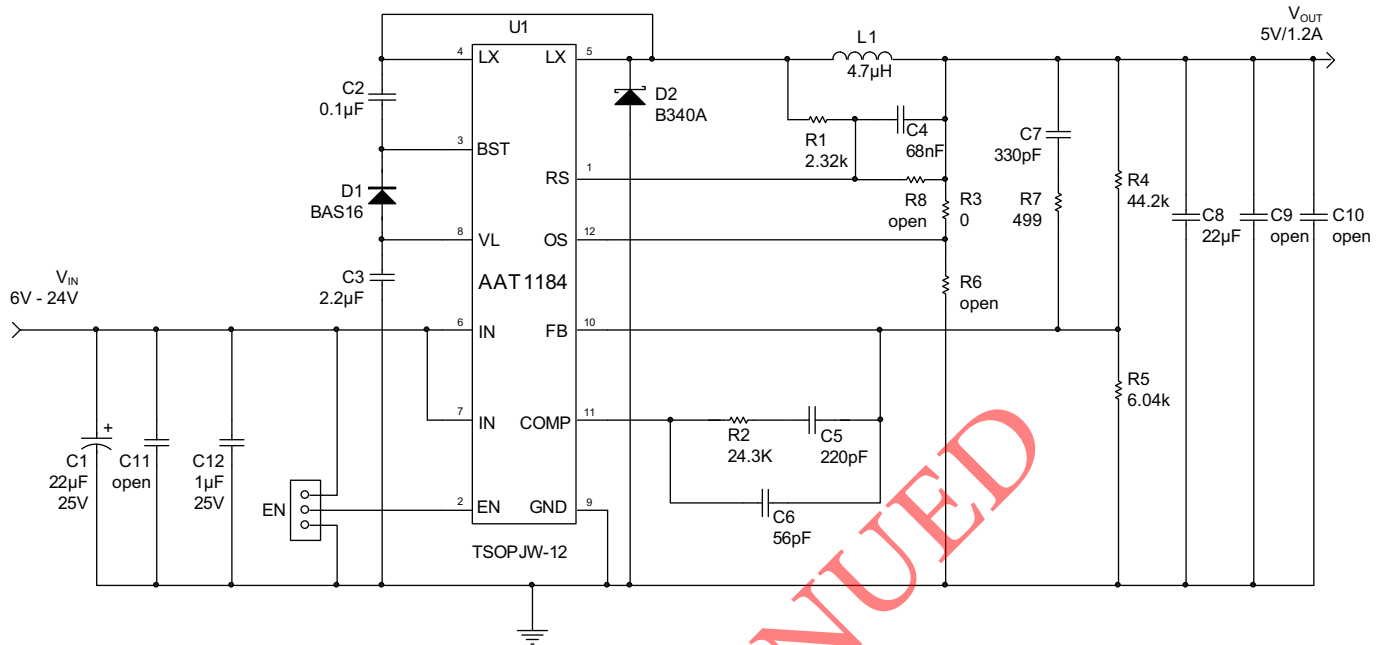 U1
V_OUT
5V/1.2A
4
LX
LX
5
L1
4.7µH
C2
0.1µF
D2
B340A
3
BST
R1
2.32k
C4
68nF
C7
330pF
RS
1
D1
BAS16
R8
open
R3
0
R7
499
R4
44.2k
C8
22µF
C9
open
C10
open
8
VL
OS
12
C3
2.2µF
AAT1184
R6
open
V_IN
6V - 24V
6
IN
FB
10
R5
6.04k
7
IN
COMP
11
R2
24.3K
C5
220pF
+
C1
22µF
25V
C11
open
C12
1µF
25V
EN
2
EN
GND
9
C6
56pF
TSOPJW-12
NUED